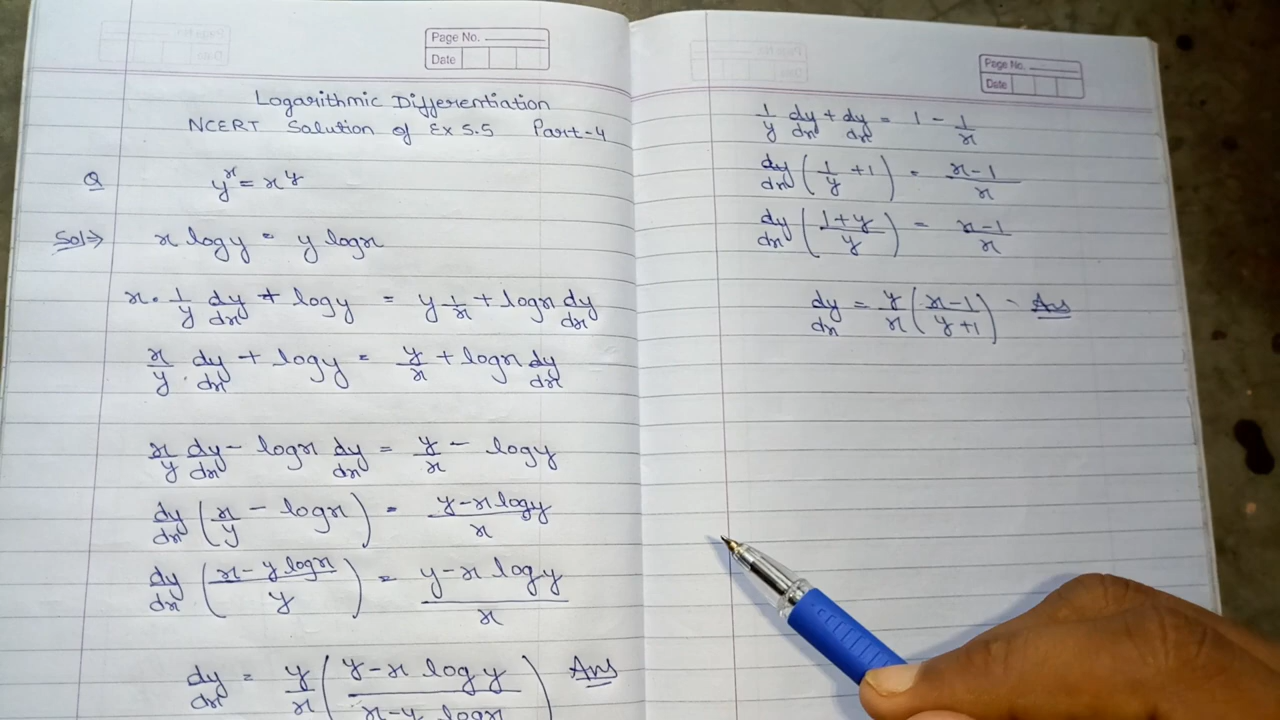 Page No.
Date
Logarithmic Differentiation
NCERT Solution of Ex 5.5 Part-4
Q y^x = x^y
Sol⇒ x log y = y log x
x · 1/y dy/dx + log y = y 1/x + log x dy/dx
x/y · dy/dx + log y = y/x + log x dy/dx
x/y dy/dx - log x dy/dx = y/x - log y
dy/dx (x/y - log x) = (y - x log y)/x
dy/dx ((x - y log x)/y) = (y - x log y)/x
dy/dx = y/x ((y - x log y)/(x - y log x)) Ans
Page No.
Date
1/y dy/dx + dy/dx = 1 - 1/x
dy/dx (1/y + 1) = (x - 1)/x
dy/dx ((1 + y)/y) = (x - 1)/x
dy/dx = y/x ((x - 1)/(y + 1)) - Ans